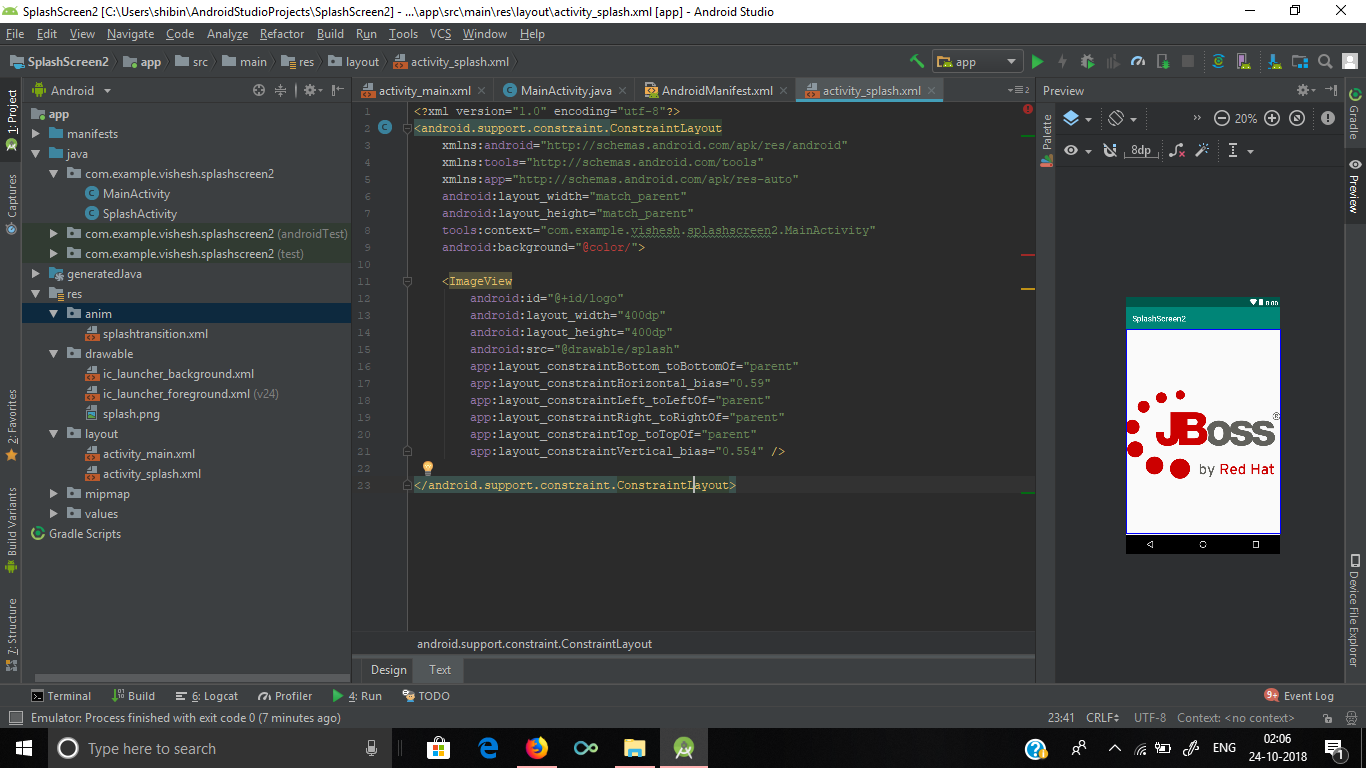 SplashScreen2 [C:\Users\shibin\AndroidStudioProjects\SplashScreen2] - ...\app\src\main\res\layout\activity_splash.xml [app] - Android Studio
File Edit View Navigate Code Analyze Refactor Build Run Tools VCS Window Help
SplashScreen2 app src main res layout activity_splash.xml
app
1: Project
Captures
2: Favorites
Build Variants
7: Structure
Android
app
manifests
java
com.example.vishesh.splashscreen2
MainActivity
SplashActivity
com.example.vishesh.splashscreen2 (androidTest)
com.example.vishesh.splashscreen2 (test)
generatedJava
res
anim
splashtransition.xml
drawable
ic_launcher_background.xml
ic_launcher_foreground.xml (v24)
splash.png
layout
activity_main.xml
activity_splash.xml
mipmap
values
Gradle Scripts
activity_main.xml MainActivity.java AndroidManifest.xml activity_splash.xml
2
1 <?xml version="1.0" encoding="utf-8"?>
2 <android.support.constraint.ConstraintLayout
3 xmlns:android="http://schemas.android.com/apk/res/android"
4 xmlns:tools="http://schemas.android.com/tools"
5 xmlns:app="http://schemas.android.com/apk/res-auto"
6 android:layout_width="match_parent"
7 android:layout_height="match_parent"
8 tools:context="com.example.vishesh.splashscreen2.MainActivity"
9 android:background="@color/">
10
11 <ImageView
12 android:id="@+id/logo"
13 android:layout_width="400dp"
14 android:layout_height="400dp"
15 android:src="@drawable/splash"
16 app:layout_constraintBottom_toBottomOf="parent"
17 app:layout_constraintHorizontal_bias="0.59"
18 app:layout_constraintLeft_toLeftOf="parent"
19 app:layout_constraintRight_toRightOf="parent"
20 app:layout_constraintTop_toTopOf="parent"
21 app:layout_constraintVertical_bias="0.554" />
22
23 </android.support.constraint.ConstraintLayout>
android.support.constraint.ConstraintLayout
Design Text
Preview
Palette
20%
8dp
SplashScreen2
JBoss®
by Red Hat
Gradle
Preview
Device File Explorer
Terminal Build 6: Logcat Profiler 4: Run TODO
9+ Event Log
Emulator: Process finished with exit code 0 (7 minutes ago)
23:41 CRLF UTF-8 Context: <no context>
Type here to search
ENG
02:06
24-10-2018
1